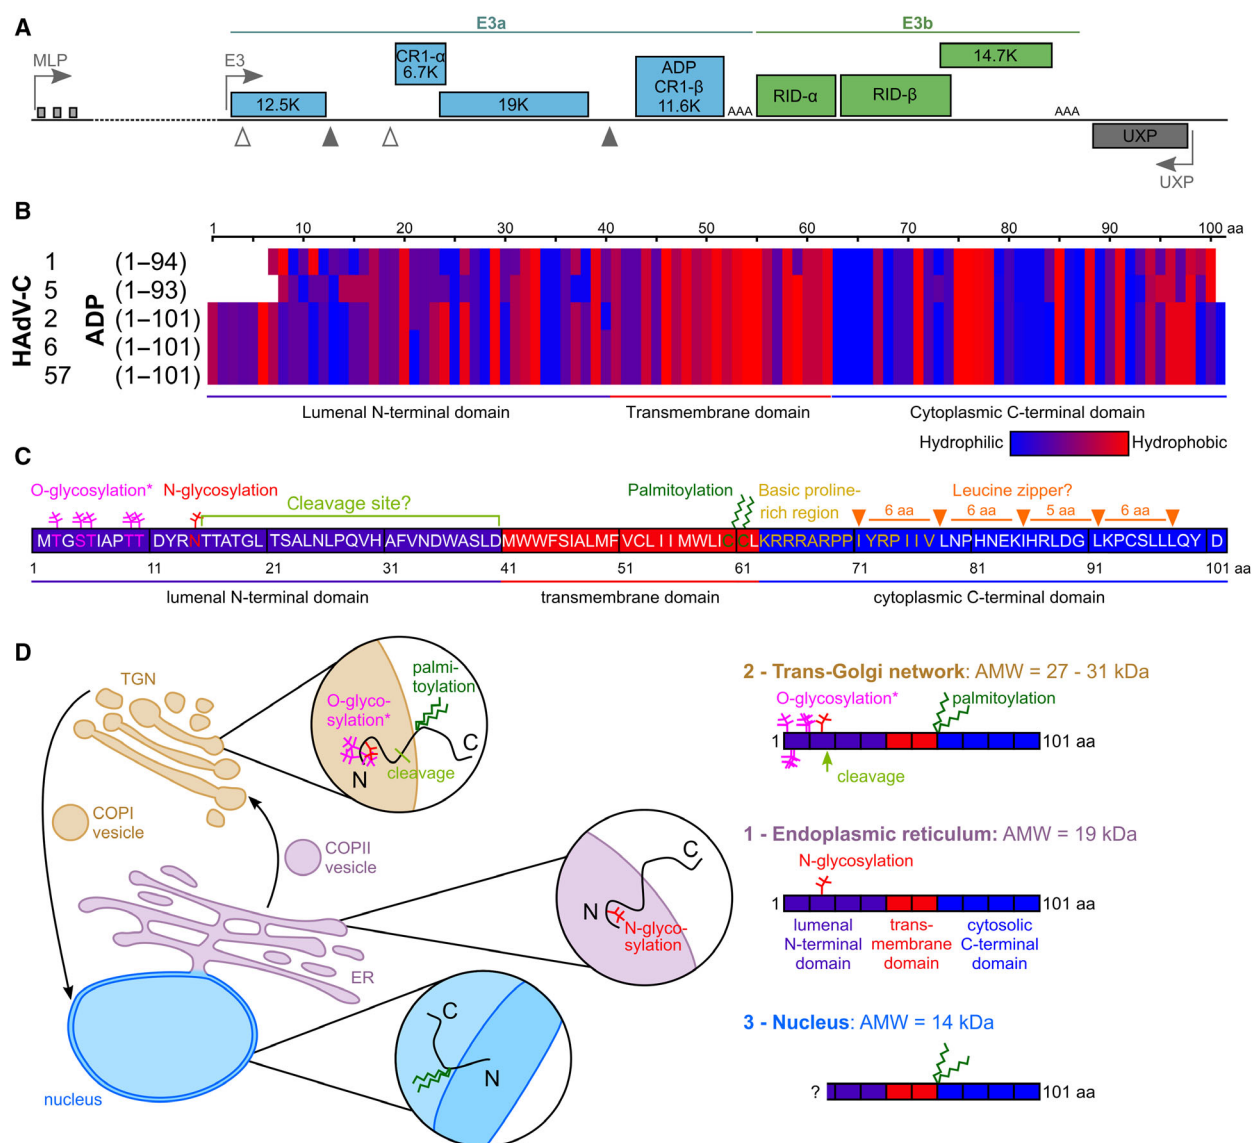 A
E3a
E3b
MLP
E3
CR1-α
6.7K
14.7K
12.5K
19K
ADP
CR1-β
11.6K
AAA
RID-α
RID-β
AAA
UXP
UXP
B
1 10 20 30 40 50 60 70 80 90 100 aa
HAdV-C
ADP
1 (1–94)
5 (1–93)
2 (1–101)
6 (1–101)
57 (1–101)
Lumenal N-terminal domain
Transmembrane domain
Cytoplasmic C-terminal domain
Hydrophilic
Hydrophobic
C
O-glycosylation*
N-glycosylation
Cleavage site?
Palmitoylation
Basic proline-
rich region
Leucine zipper?
6 aa 6 aa 5 aa 6 aa
MTGSTIAPTT DYRNTTATGL TSALNLPQVH AFVNDWASLD MWWFSIALMF VCLIIMWLIC CLKRRRARPP IYRPIIVLNP HNEKIHRLDG LKPCSLLLQY D
1 11 21 31 41 51 61 71 81 91 101 aa
lumenal N-terminal domain
transmembrane domain
cytoplasmic C-terminal domain
D
TGN
COPI
vesicle
COPII
vesicle
ER
nucleus
O-glyco-
sylation*
palmi-
toylation
C
N
cleavage
C
N
N-glyco-
sylation
C
N
2 - Trans-Golgi network: AMW = 27 - 31 kDa
O-glycosylation*
palmitoylation
1
101 aa
cleavage
1 - Endoplasmic reticulum: AMW = 19 kDa
N-glycosylation
1
101 aa
lumenal
N-terminal
domain
trans-
membrane
domain
cytosolic
C-terminal
domain
3 - Nucleus: AMW = 14 kDa
?
101 aa